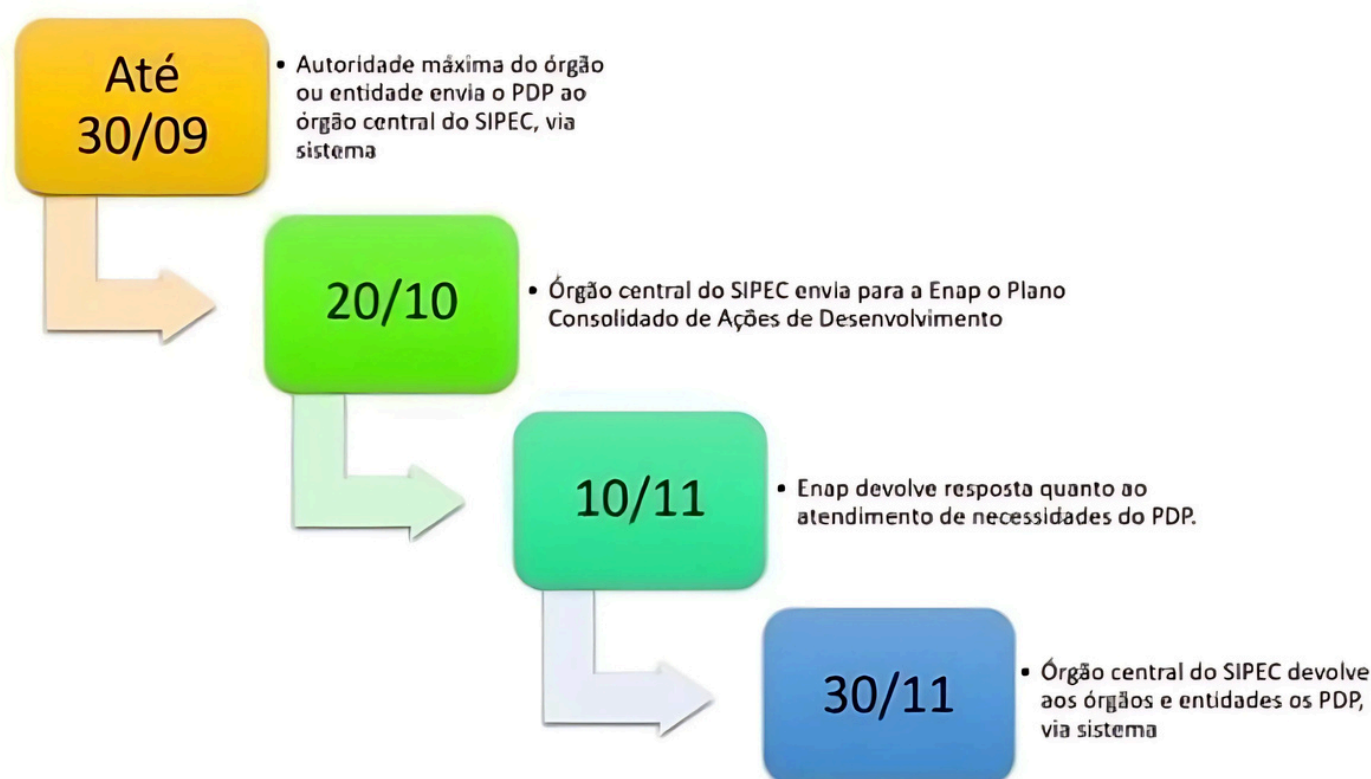 Até
30/09
• Autoridade máxima do órgão
ou entidade envia o PDP ao
órgão central do SIPEC, via
sistema
20/10
• Órgão central do SIPEC envia para a Enap o Plano
Consolidado de Ações de Desenvolvimento
10/11
• Enap devolve resposta quanto ao
atendimento de necessidades do PDP.
30/11
• Órgão central do SIPEC devolve
aos órgãos e entidades os PDP,
via sistema